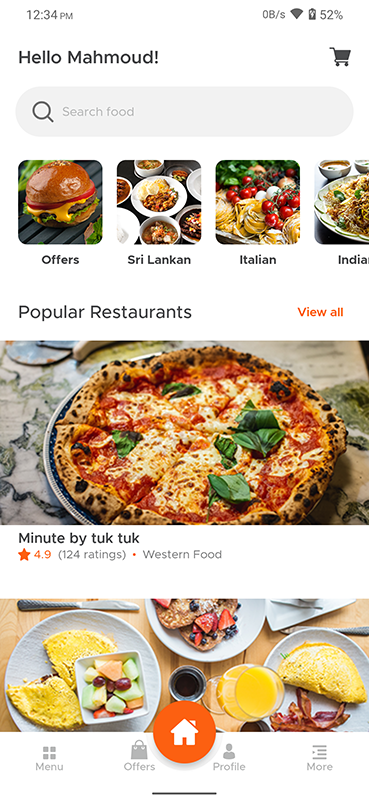 12:34 PM 0B/s 52%
Hello Mahmoud!
Search food
Offers Sri Lankan Italian India
Popular Restaurants View all
Minute by tuk tuk
4.9 (124 ratings) • Western Food
Menu Offers Profile More